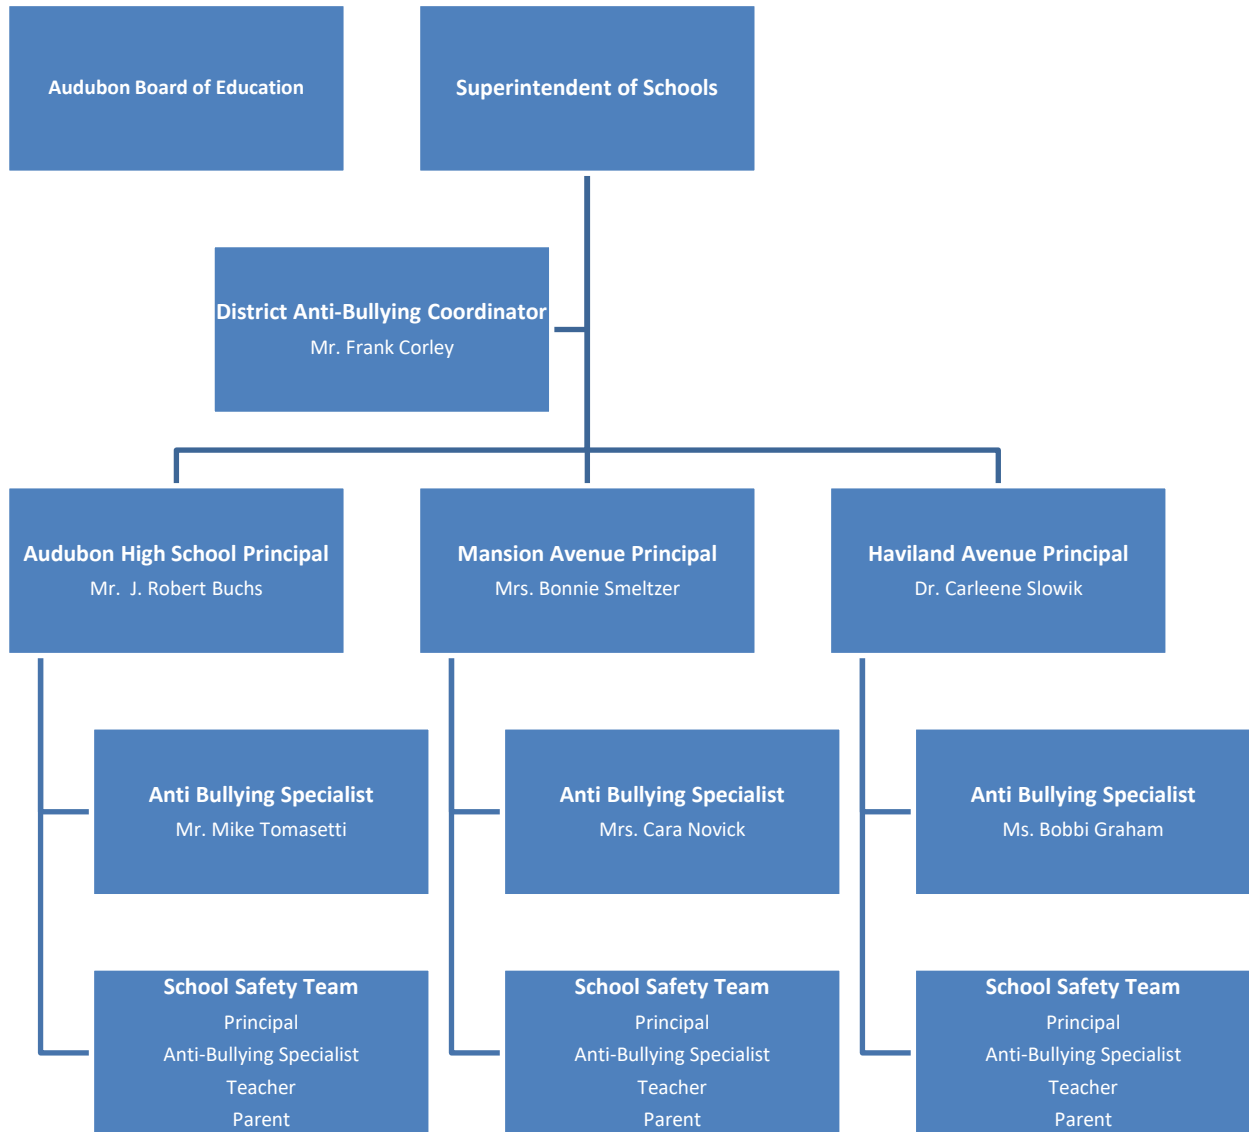 Audubon Board of Education
Superintendent of Schools
District Anti-Bullying Coordinator
Mr. Frank Corley
Audubon High School Principal
Mr.  J. Robert Buchs
Mansion Avenue Principal
Mrs. Bonnie Smeltzer
Haviland Avenue Principal
Dr. Carleene Slowik
Anti Bullying Specialist
Mr. Mike Tomasetti
Anti Bullying Specialist
Mrs. Cara Novick
Anti Bullying Specialist
Ms. Bobbi Graham
School Safety Team
Principal
Anti-Bullying Specialist
Teacher
Parent
School Safety Team
Principal
Anti-Bullying Specialist
Teacher
Parent
School Safety Team
Principal
Anti-Bullying Specialist
Teacher
Parent